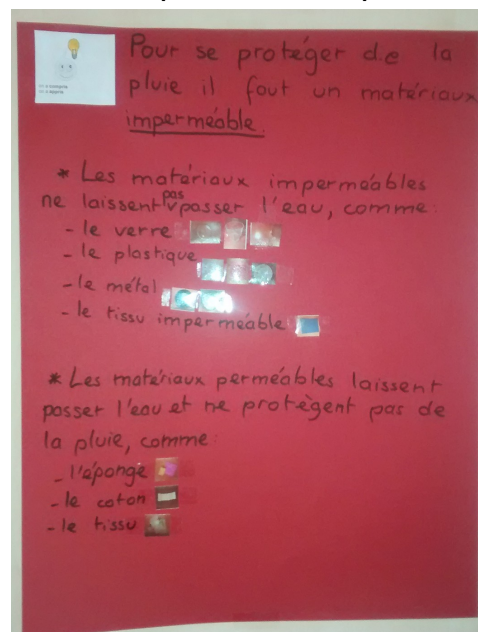 Pour se protéger de la
pluie il faut un matériaux
imperméable.
* Les matériaux imperméables
ne laissent pas passer l'eau, comme :
- le verre
- le plastique
- le métal
- le tissu imperméable
* Les matériaux perméables laissent
passer l'eau et ne protègent pas de
la pluie, comme :
- l'éponge
- le coton
- le tissu